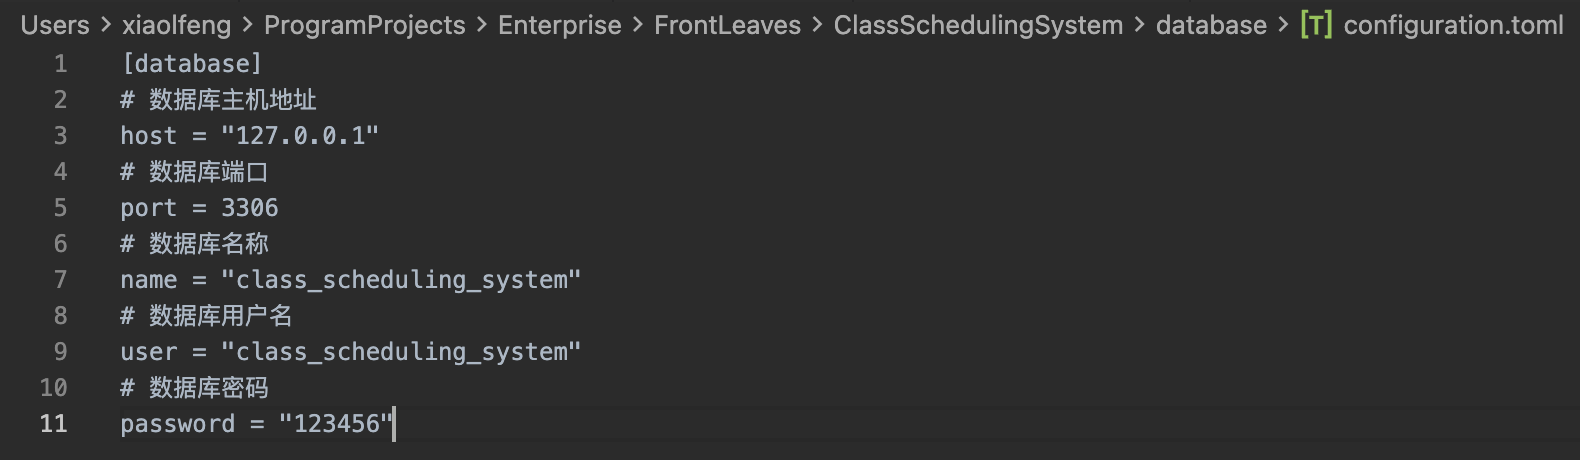 Users > xiaolfeng > ProgramProjects > Enterprise > FrontLeaves > ClassSchedulingSystem > database > [T] configuration.toml
1 [database]
2 # 数据库主机地址
3 host = "127.0.0.1"
4 # 数据库端口
5 port = 3306
6 # 数据库名称
7 name = "class_scheduling_system"
8 # 数据库用户名
9 user = "class_scheduling_system"
10 # 数据库密码
11 password = "123456"